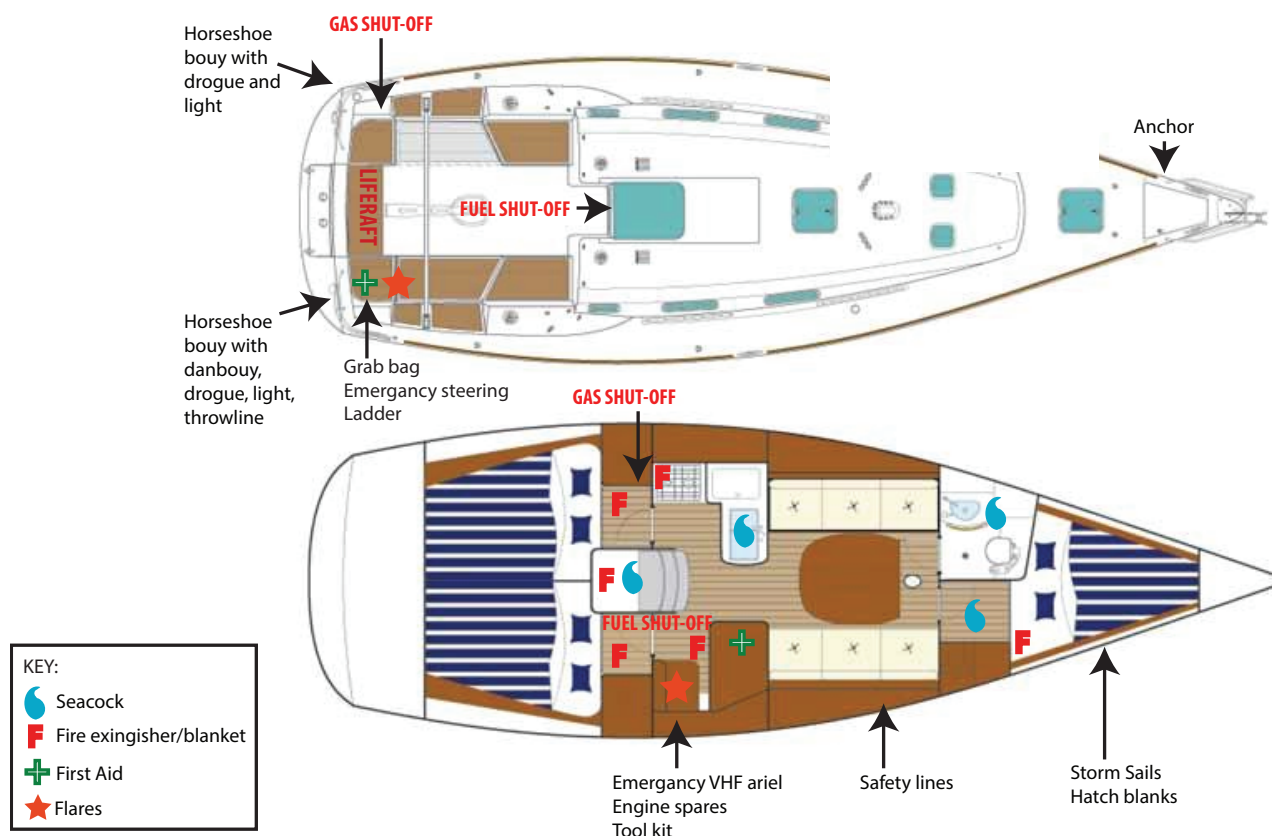 GAS SHUT-OFF
Horseshoe
bouy with
drogue and
light
Anchor
LIFERAFT
FUEL SHUT-OFF
Horseshoe
bouy with
danbouy,
drogue, light,
throwline
Grab bag
Emergancy steering
Ladder
GAS SHUT-OFF
F
F
F
FUEL SHUT-OFF
F
F
F
KEY:
Seacock
F Fire exingisher/blanket
First Aid
Flares
Emergancy VHF ariel
Engine spares
Tool kit
Safety lines
Storm Sails
Hatch blanks